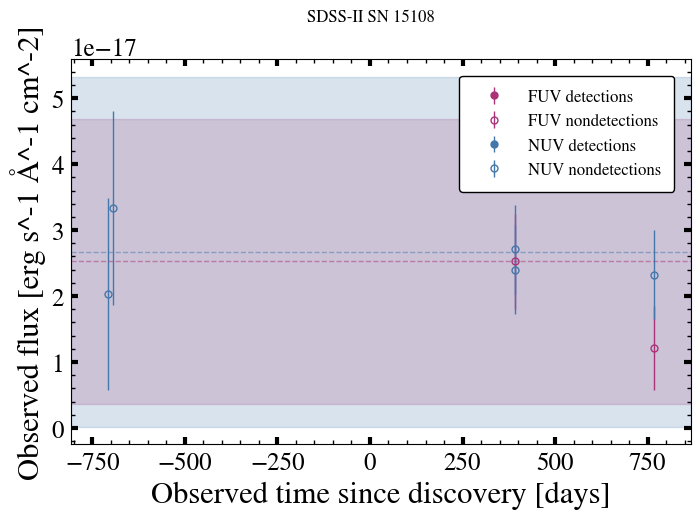 SDSS-II SN 15108
1e−17
Observed flux [erg s^-1 Å^-1 cm^-2]
5
4
3
2
1
0
FUV detections
FUV nondetections
NUV detections
NUV nondetections
−750 −500 −250 0 250 500 750
Observed time since discovery [days]